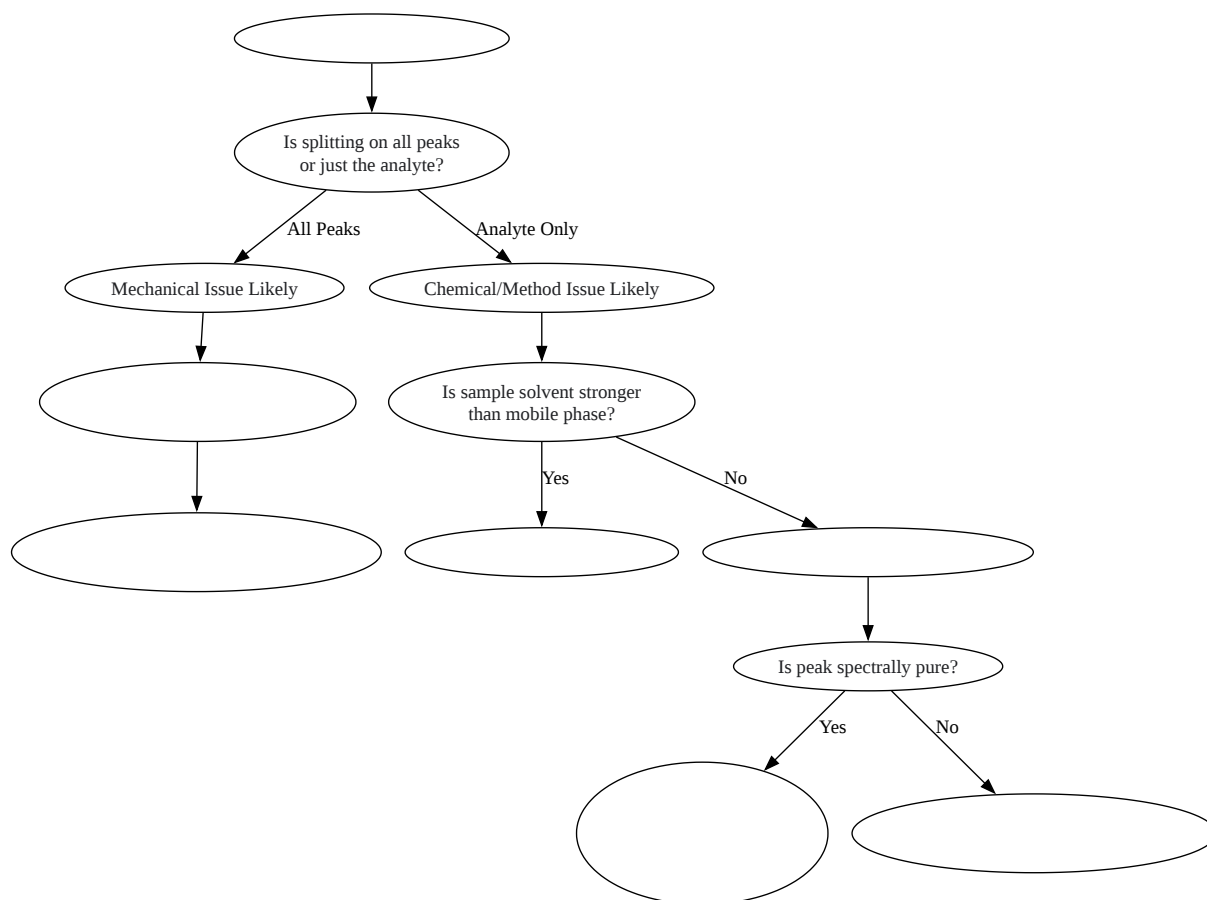 Is splitting on all peaks
or just the analyte?
All Peaks
Analyte Only
Mechanical Issue Likely
Chemical/Method Issue Likely
Is sample solvent stronger
than mobile phase?
Yes
No
Is peak spectrally pure?
Yes
No